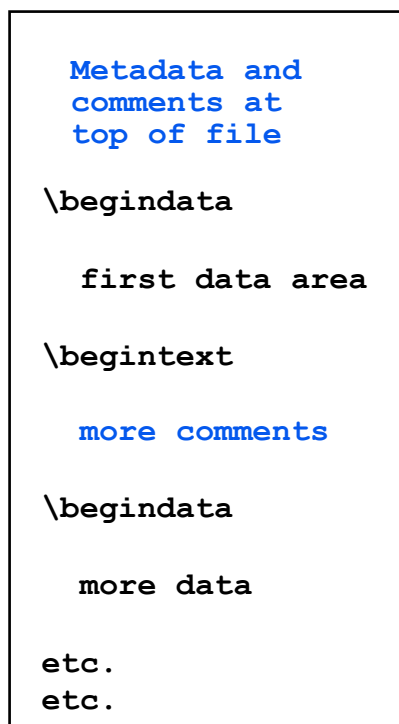 Metadata and
comments at
top of file
\begindata
first data area
\begintext
more comments
\begindata
more data
etc.
etc.